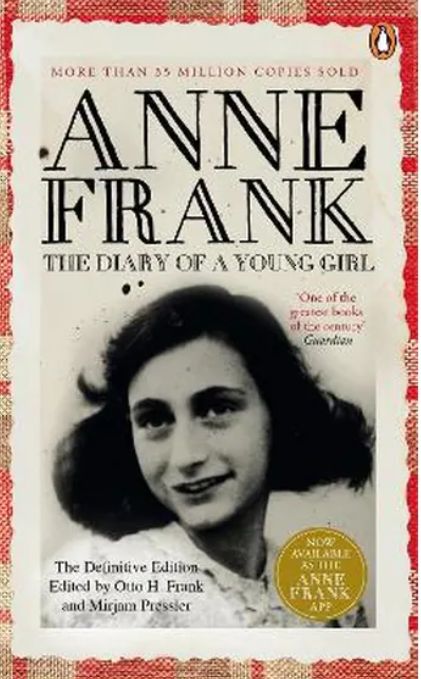 MORE THAN 35 MILLION COPIES SOLD
ANNE
FRANK
THE DIARY OF A YOUNG GIRL
'One of the
greatest books
of the century'
Guardian
The Definitive Edition
Edited by Otto H. Frank
and Mirjam Pressler
NOW
AVAILABLE
AS THE
ANNE
FRANK
APP